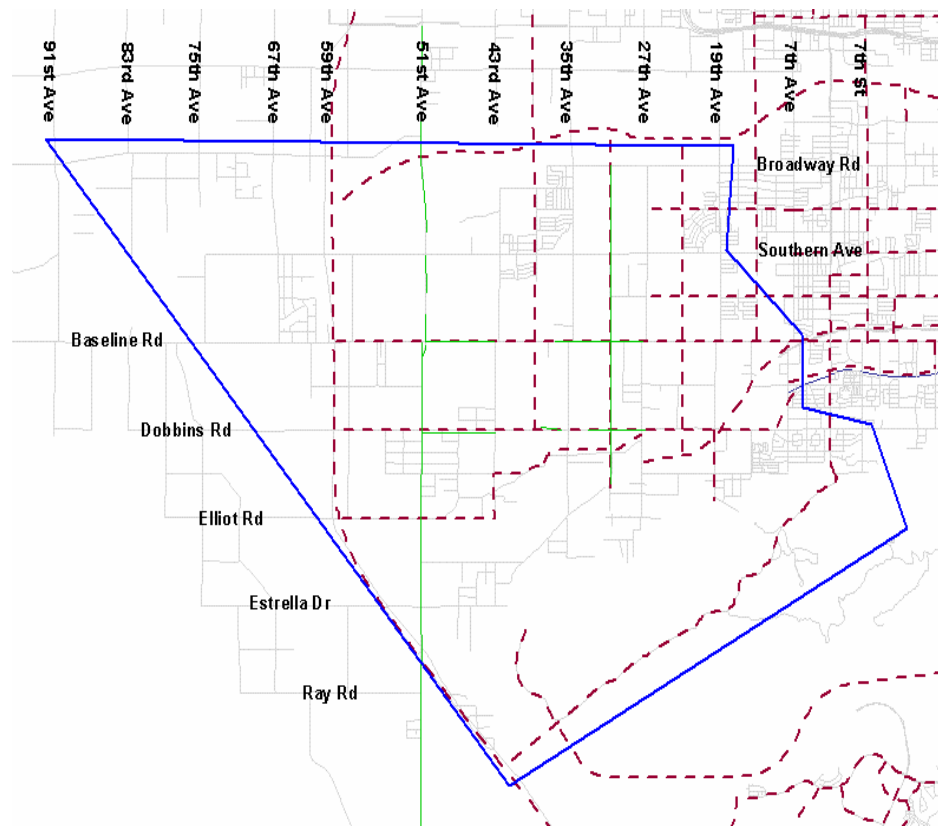 91st Ave
83rd Ave
75th Ave
67th Ave
59th Ave
51st Ave
43rd Ave
35th Ave
27th Ave
19th Ave
7th Ave
7th st
Broadway Rd
Southern Ave
Baseline Rd
Dobbins Rd
Elliot Rd
Estrella Dr
Ray Rd